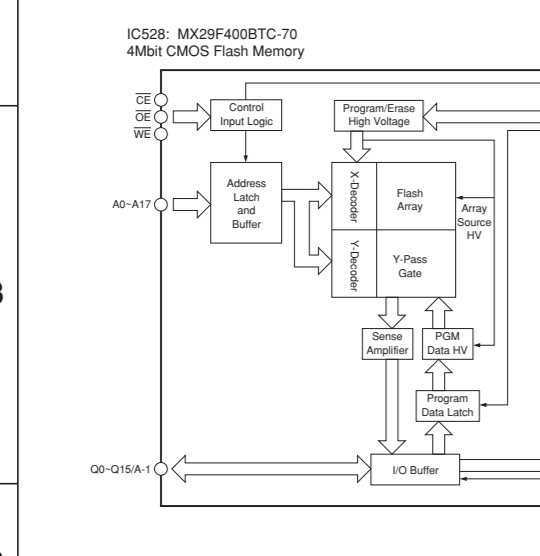 IC528: MX29F400BTC-70
4Mbit CMOS Flash Memory
CE
OE
WE
Control
Input Logic
Program/Erase
High Voltage
A0~A17
Address
Latch
and
Buffer
X-Decoder
Flash
Array
Array
Source
HV
Y-Decoder
Y-Pass
Gate
Sense
Amplifier
PGM
Data HV
Program
Data Latch
Q0~Q15/A-1
I/O Buffer